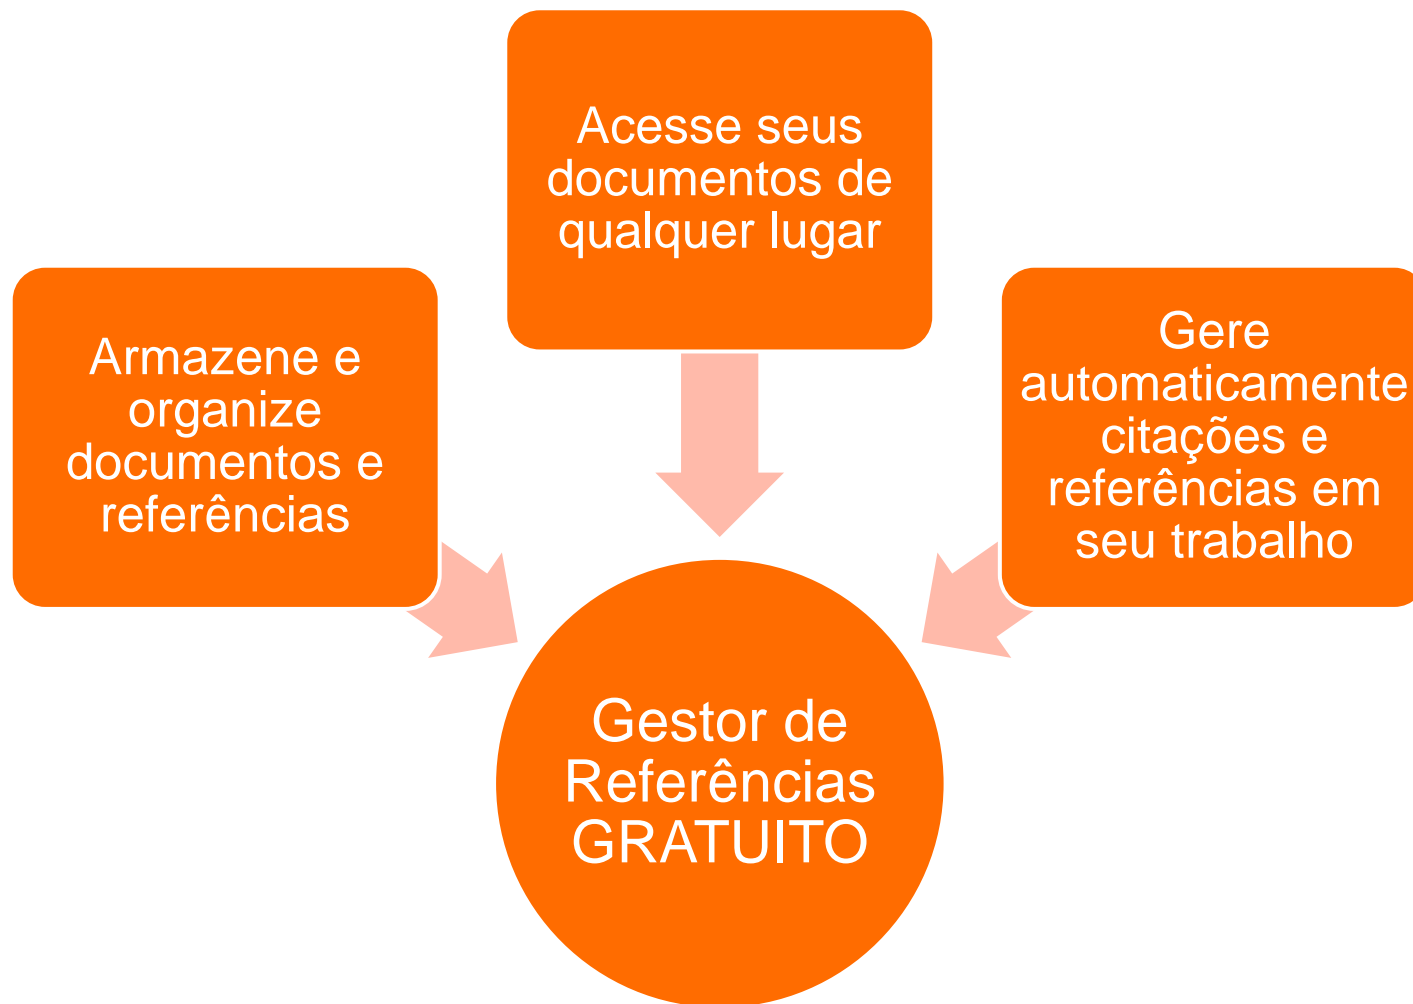 Acesse seus
documentos de
qualquer lugar
Armazene e
organize
documentos e
referências
Gere
automaticamente
citações e
referências em
seu trabalho
Gestor de
Referências
GRATUITO